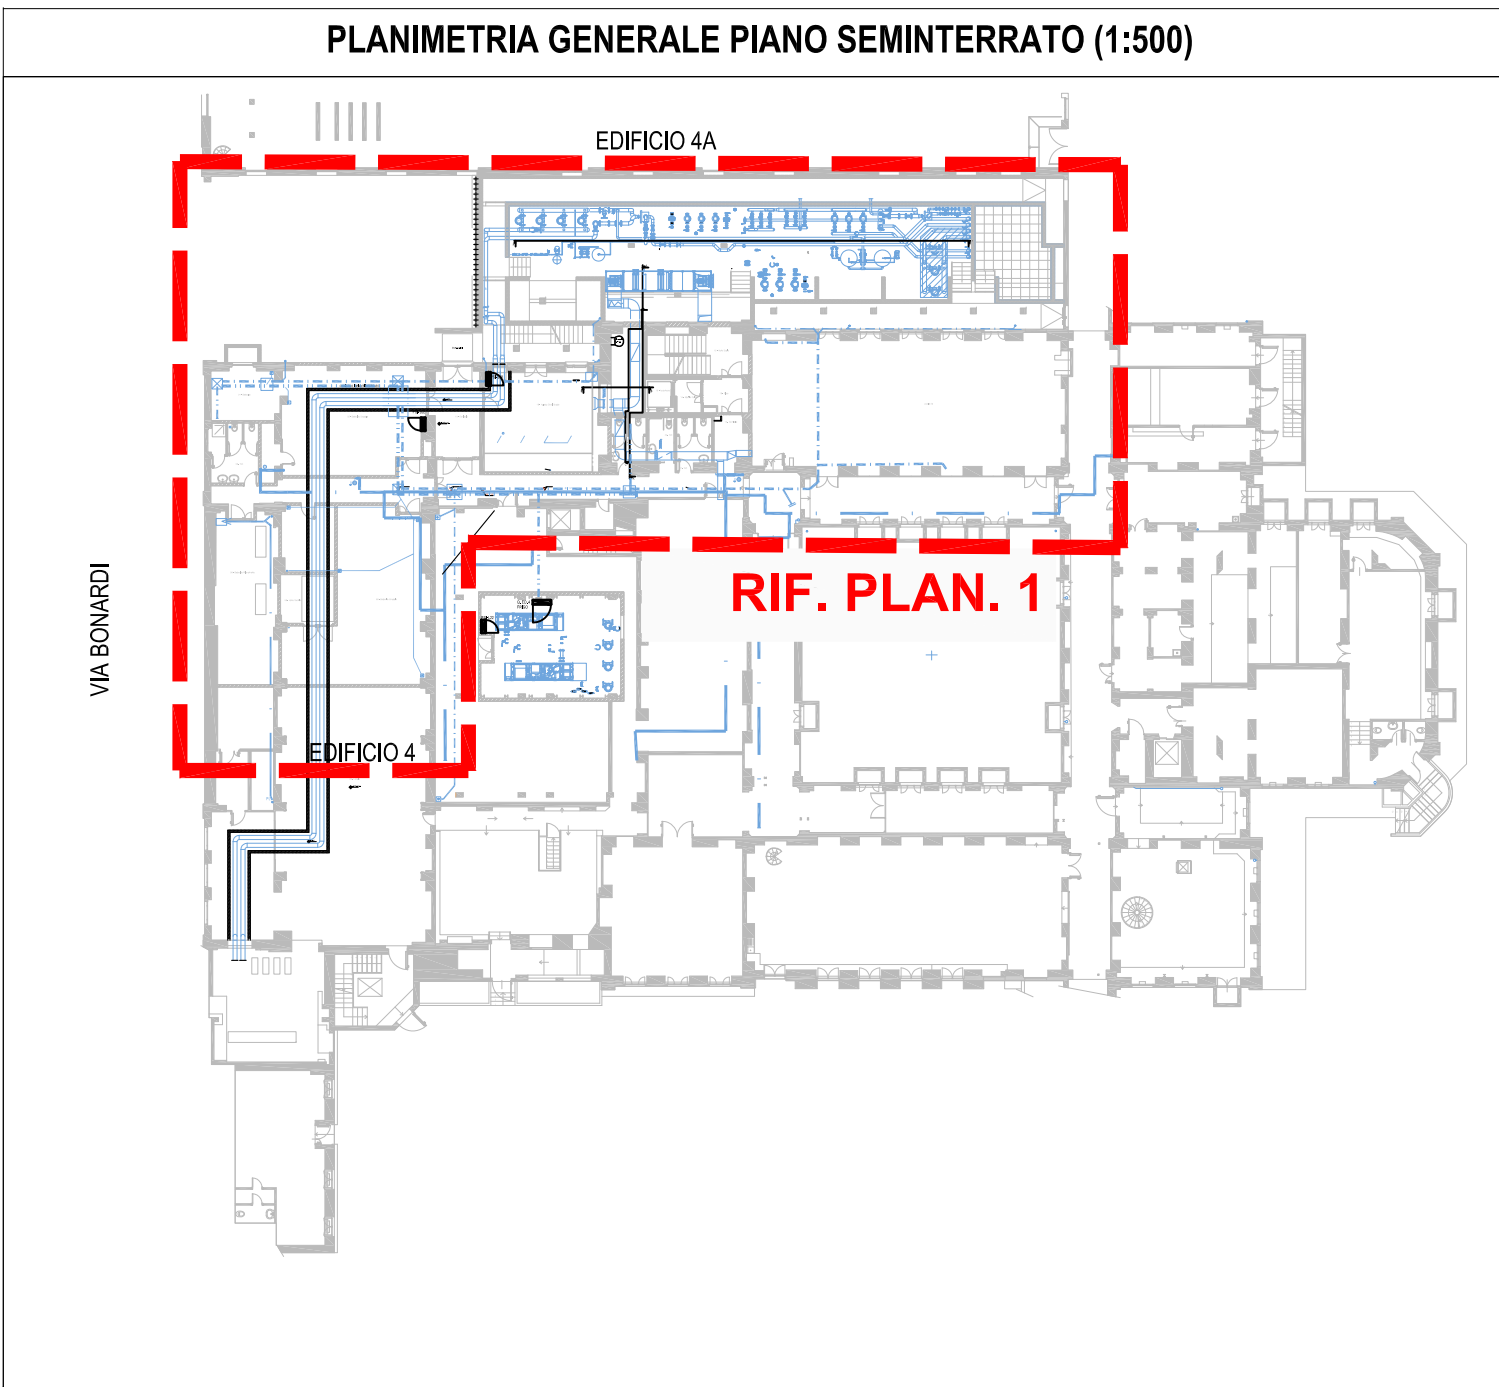 PLANIMETRIA GENERALE PIANO SEMINTERRATO (1:500)
EDIFICIO 4A
RIF. PLAN. 1
VIA BONARDI
EDIFICIO 4